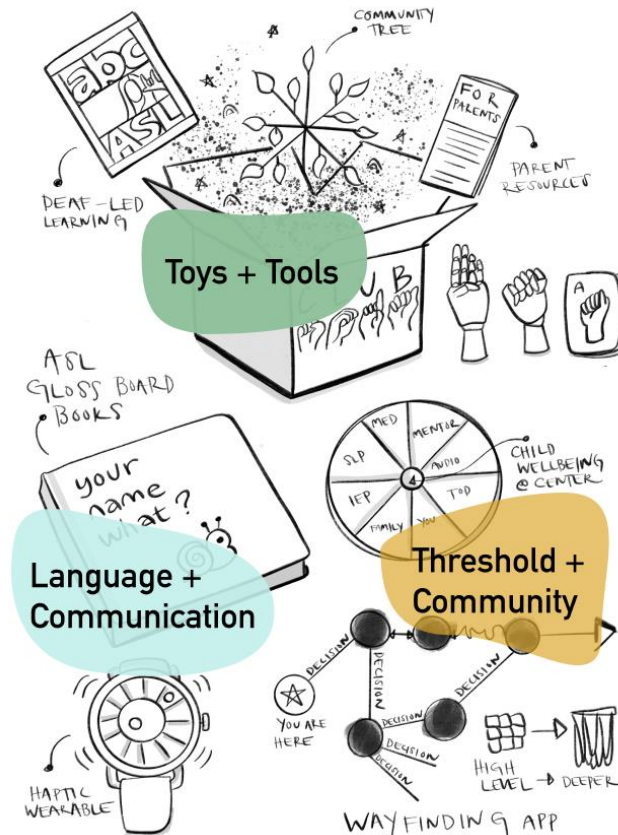 COMMUNITY
TREE
abc
ASL
FOR
PARENTS
DEAF-LED
LEARNING
PARENT
RESOURCES
Toys + Tools
U B
A
ASL
GLOSS BOARD
BOOKS
your
name
what?
MED
MENTOR
SLP
AUDIO
IEP
TOD
FAMILY
YOU
CHILD
WELLBEING
@ CENTER
Language +
Communication
Threshold +
Community
DECISION
DECISION
DECISION
DECISION
DECISION
DECISION
YOU ARE
HERE
HIGH
LEVEL → DEEPER
HAPTIC
WEARABLE
WAYFINDING APP